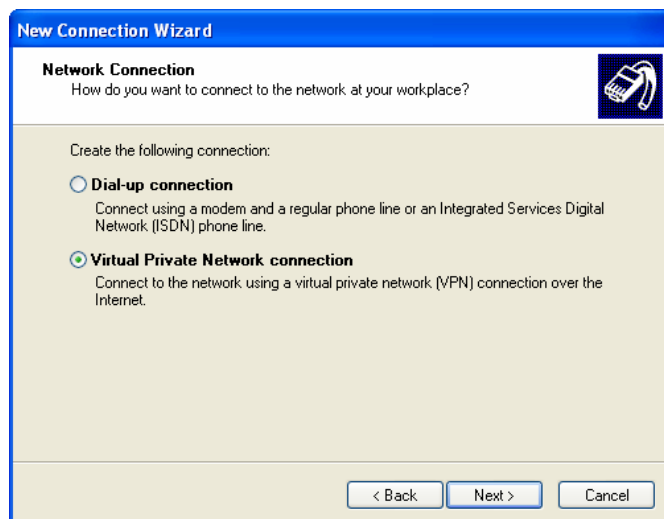 New Connection Wizard
Network Connection
How do you want to connect to the network at your workplace?
Create the following connection:
Dial-up connection
Connect using a modem and a regular phone line or an Integrated Services Digital
Network (ISDN) phone line.
Virtual Private Network connection
Connect to the network using a virtual private network (VPN) connection over the
Internet.
< Back Next > Cancel